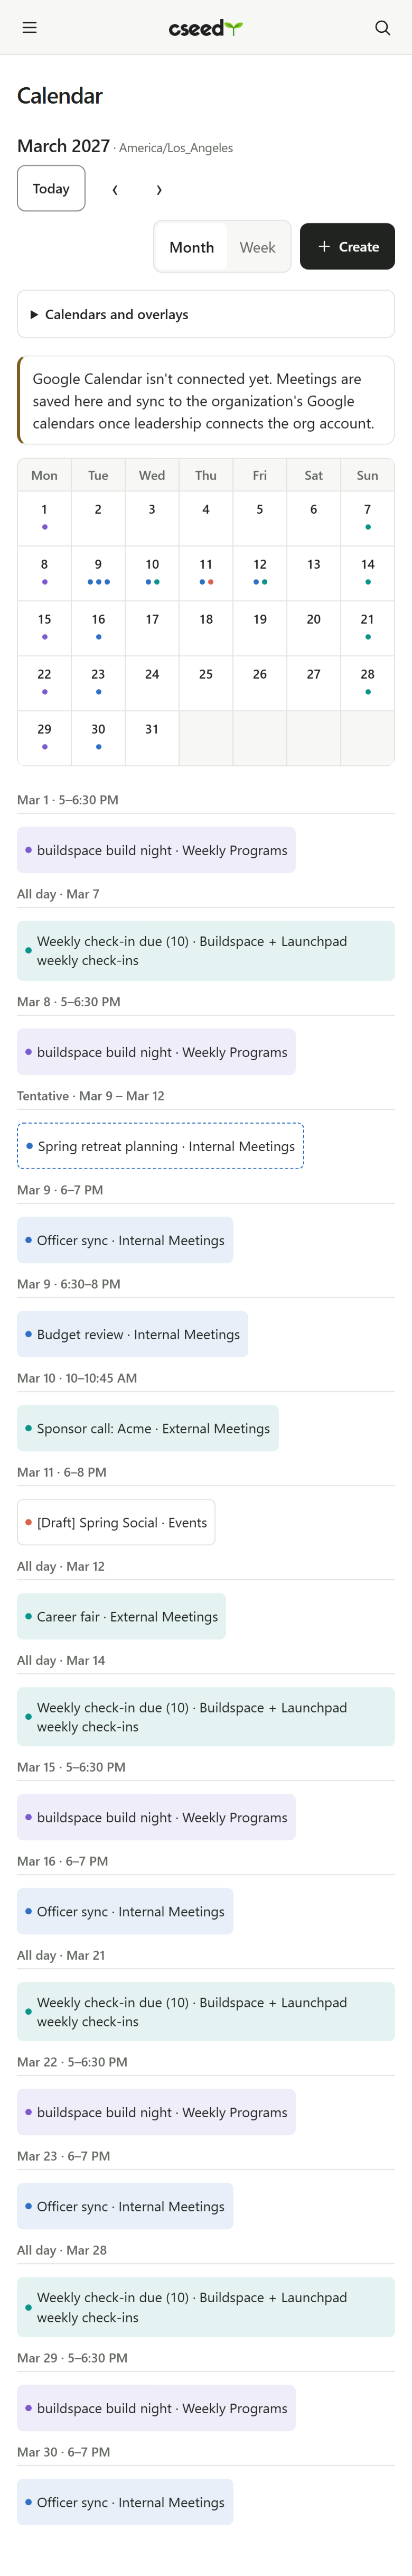 cseed
Calendar
March 2027 · America/Los_Angeles
Today ‹ ›
Month Week + Create
▶ Calendars and overlays
Google Calendar isn't connected yet. Meetings are
saved here and sync to the organization's Google
calendars once leadership connects the org account.
Mon Tue Wed Thu Fri Sat Sun
1 2 3 4 5 6 7
8 9 10 11 12 13 14
15 16 17 18 19 20 21
22 23 24 25 26 27 28
29 30 31
Mar 1 · 5–6:30 PM
buildspace build night · Weekly Programs
All day · Mar 7
Weekly check-in due (10) · Buildspace + Launchpad
weekly check-ins
Mar 8 · 5–6:30 PM
buildspace build night · Weekly Programs
Tentative · Mar 9 – Mar 12
Spring retreat planning · Internal Meetings
Mar 9 · 6–7 PM
Officer sync · Internal Meetings
Mar 9 · 6:30–8 PM
Budget review · Internal Meetings
Mar 10 · 10–10:45 AM
Sponsor call: Acme · External Meetings
Mar 11 · 6–8 PM
[Draft] Spring Social · Events
All day · Mar 12
Career fair · External Meetings
All day · Mar 14
Weekly check-in due (10) · Buildspace + Launchpad
weekly check-ins
Mar 15 · 5–6:30 PM
buildspace build night · Weekly Programs
Mar 16 · 6–7 PM
Officer sync · Internal Meetings
All day · Mar 21
Weekly check-in due (10) · Buildspace + Launchpad
weekly check-ins
Mar 22 · 5–6:30 PM
buildspace build night · Weekly Programs
Mar 23 · 6–7 PM
Officer sync · Internal Meetings
All day · Mar 28
Weekly check-in due (10) · Buildspace + Launchpad
weekly check-ins
Mar 29 · 5–6:30 PM
buildspace build night · Weekly Programs
Mar 30 · 6–7 PM
Officer sync · Internal Meetings